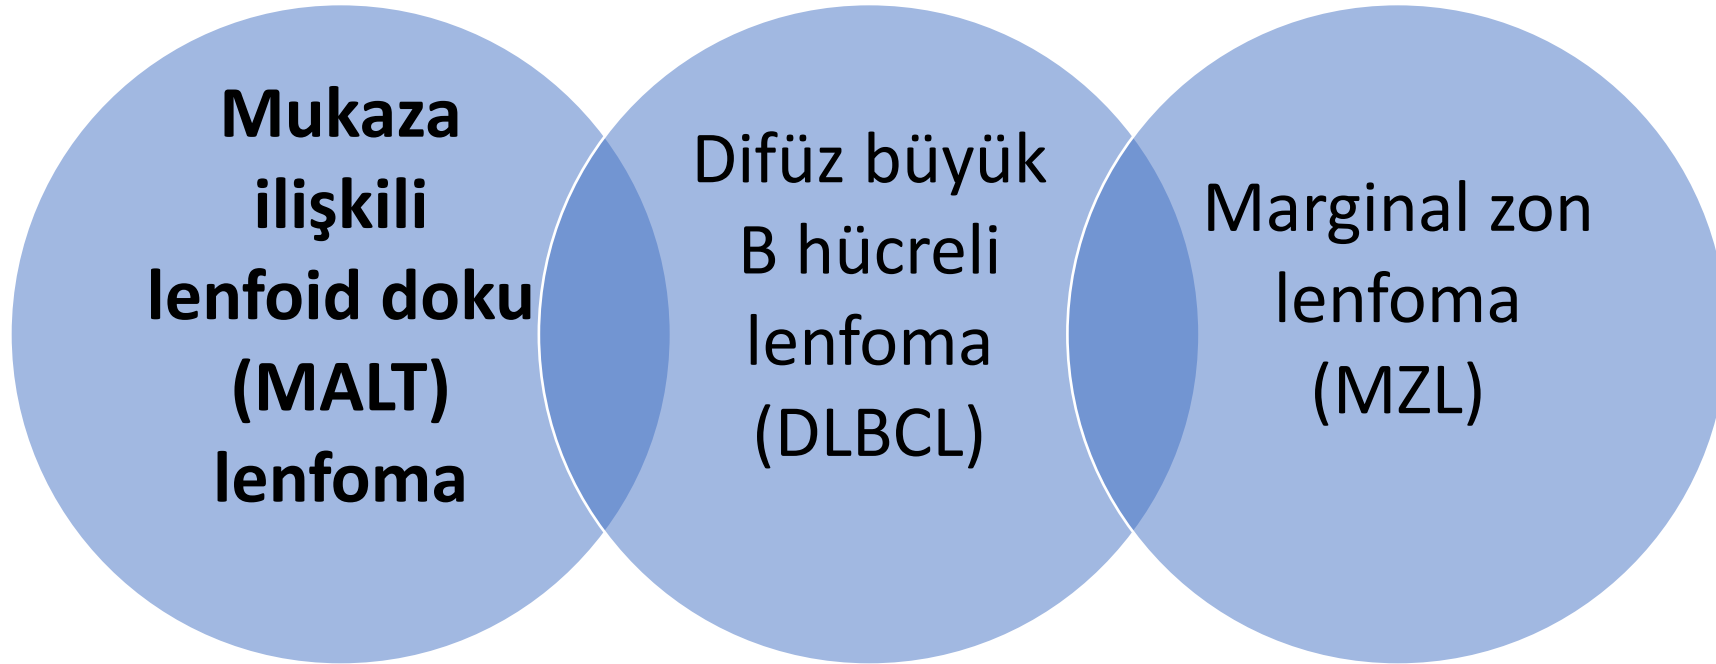 Mukaza
ilişkili
lenfoid doku
(MALT)
lenfoma
Difüz büyük
B hücreli
lenfoma
(DLBCL)
Marginal zon
lenfoma
(MZL)